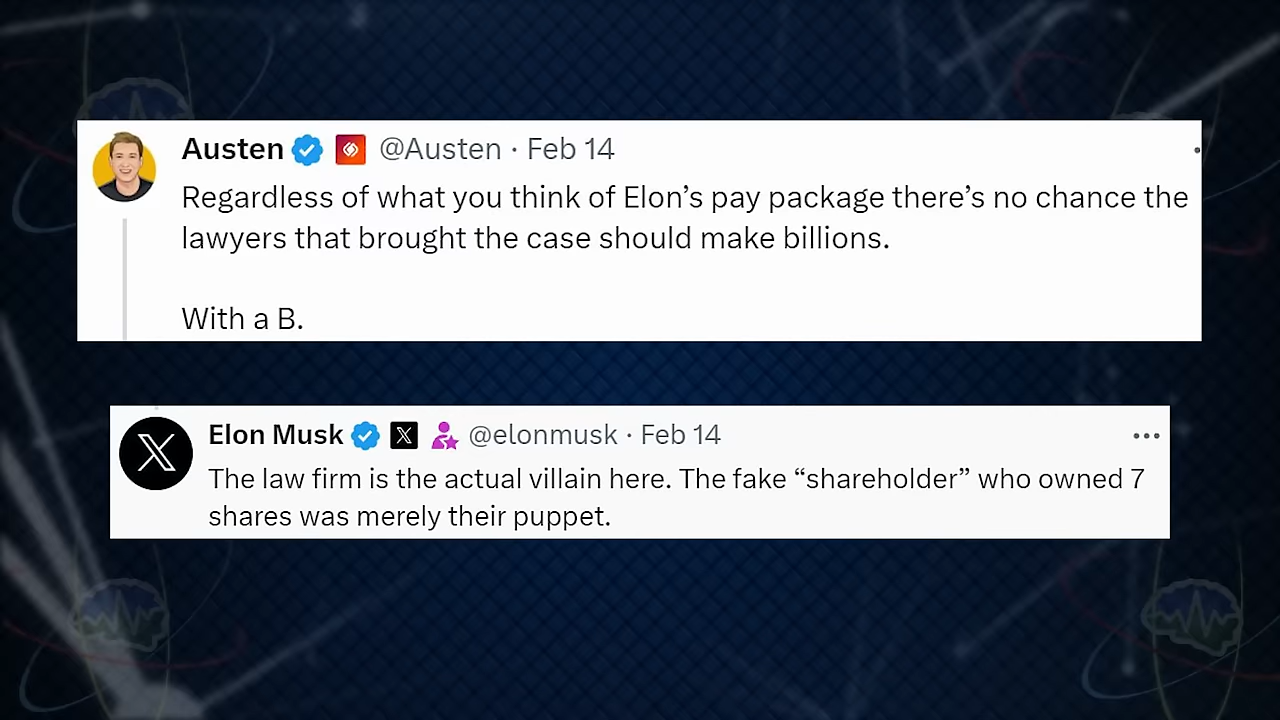 Austen @Austen · Feb 14
Regardless of what you think of Elon’s pay package there’s no chance the
lawyers that brought the case should make billions.
With a B.
Elon Musk X @elonmusk · Feb 14
The law firm is the actual villain here. The fake “shareholder” who owned 7
shares was merely their puppet.